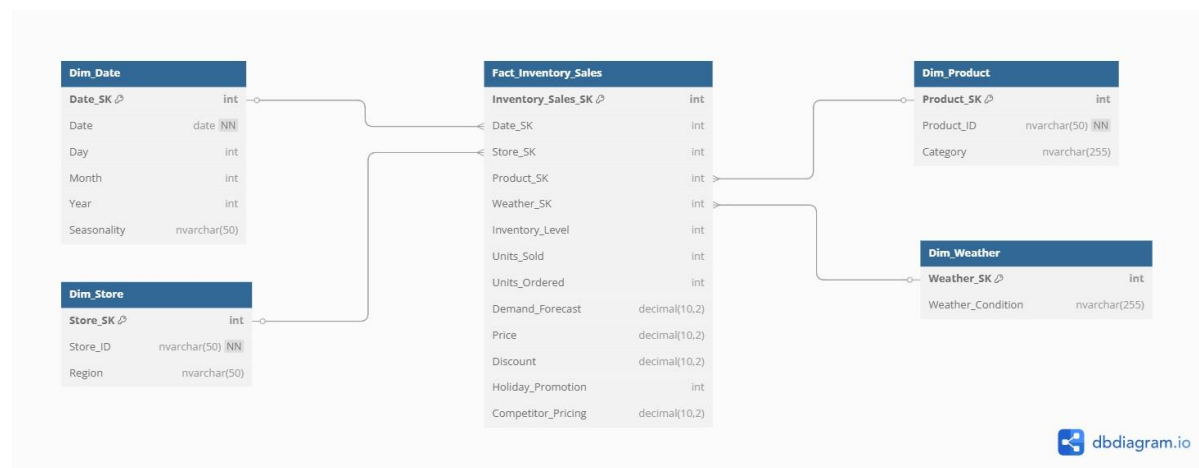 Dim_Date
Date_SK int
Date date NN
Day int
Month int
Year int
Seasonality nvarchar(50)
Dim_Store
Store_SK int
Store_ID nvarchar(50) NN
Region nvarchar(50)
Fact_Inventory_Sales
Inventory_Sales_SK int
Date_SK int
Store_SK int
Product_SK int
Weather_SK int
Inventory_Level int
Units_Sold int
Units_Ordered int
Demand_Forecast decimal(10,2)
Price decimal(10,2)
Discount decimal(10,2)
Holiday_Promotion int
Competitor_Pricing decimal(10,2)
Dim_Product
Product_SK int
Product_ID nvarchar(50) NN
Category nvarchar(255)
Dim_Weather
Weather_SK int
Weather_Condition nvarchar(255)
dbdiagram.io